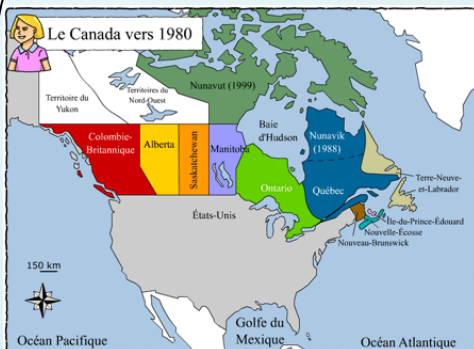 Le Canada vers 1980
Nunavut (1999)
Territoire du
Yukon
Territoires du
Nord-Ouest
Baie
d'Hudson
Colombie-
Britannique
Alberta
Saskatchewan
Manitoba
Nunavik
(1988)
Ontario
Québec
Terre-Neuve-
et-Labrador
Île-du-Prince-Édouard
Nouvelle-Écosse
Nouveau-Brunswick
États-Unis
150 km
Golfe du
Mexique
Océan Pacifique
Océan Atlantique